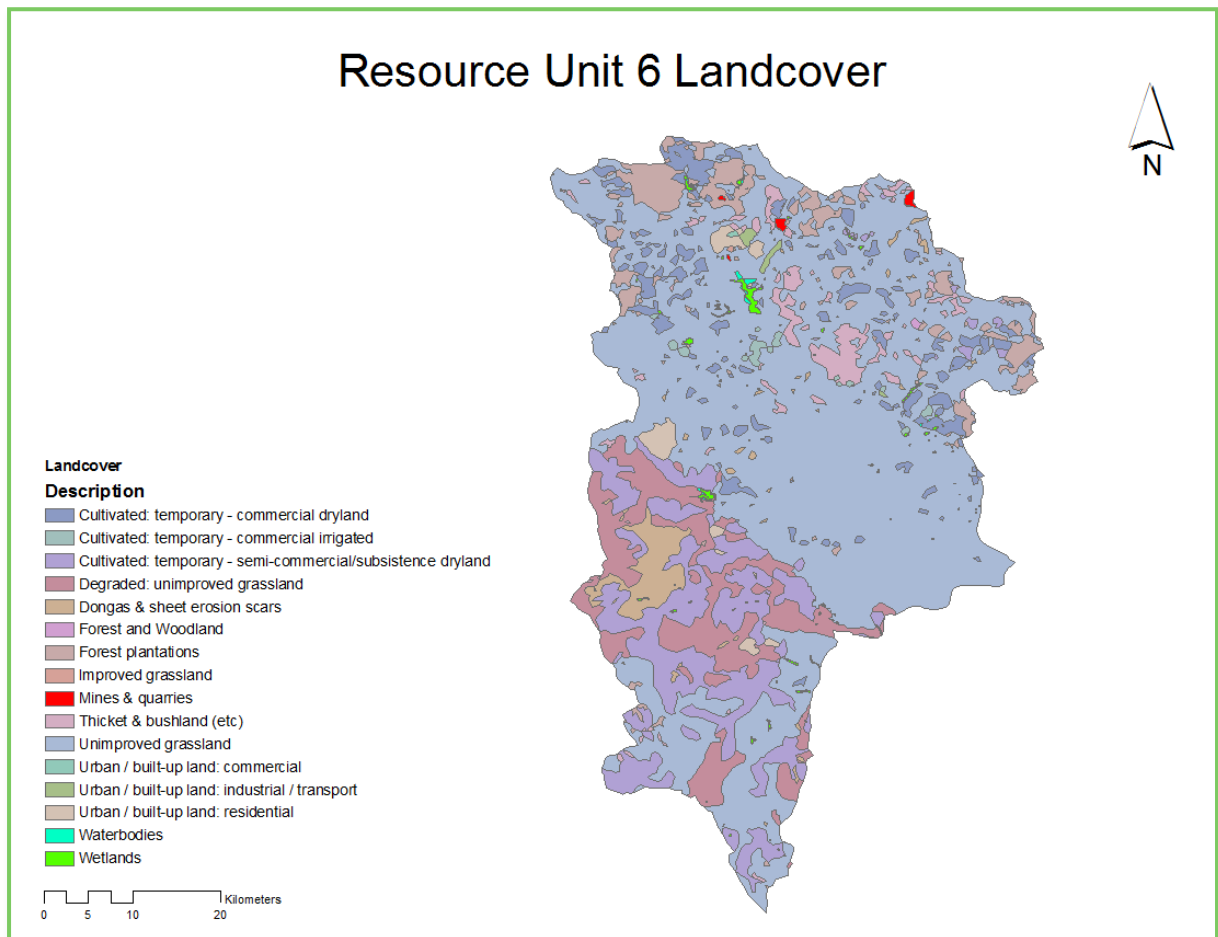 Resource Unit 6 Landcover
N
Landcover
Description
Cultivated: temporary - commercial dryland
Cultivated: temporary - commercial irrigated
Cultivated: temporary - semi-commercial/subsistence dryland
Degraded: unimproved grassland
Dongas & sheet erosion scars
Forest and Woodland
Forest plantations
Improved grassland
Mines & quarries
Thicket & bushland (etc)
Unimproved grassland
Urban / built-up land: commercial
Urban / built-up land: industrial / transport
Urban / built-up land: residential
Waterbodies
Wetlands
Kilometers
0 5 10 20